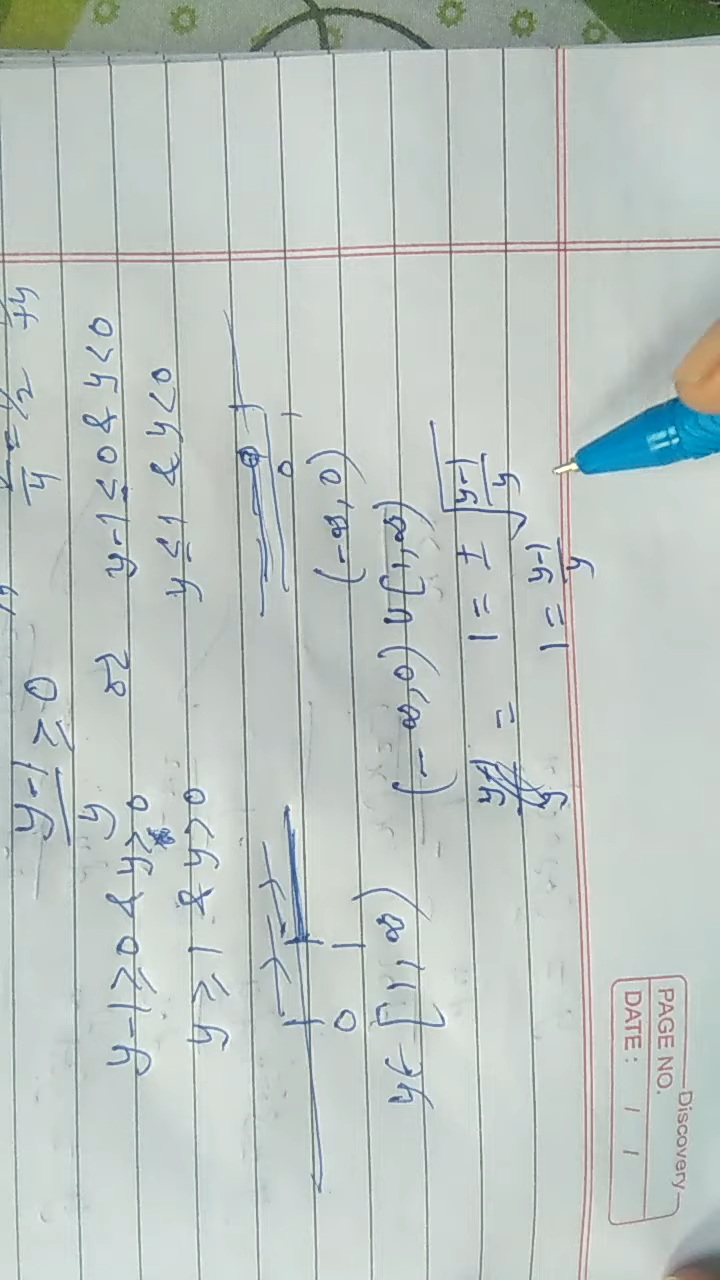 y-1/y ≥ 0
y-1≥0 & y>0 or y-1≤0 & y<0
y≥1 & y>0 y≤1 & y<0
0 1 0
y∈ [1,∞) (-∞,0)
(-∞,0) ∪ [1,∞)
= 1 = ± √(y-1/y)
1 = y-1/y
Discovery
PAGE NO.
DATE: / /